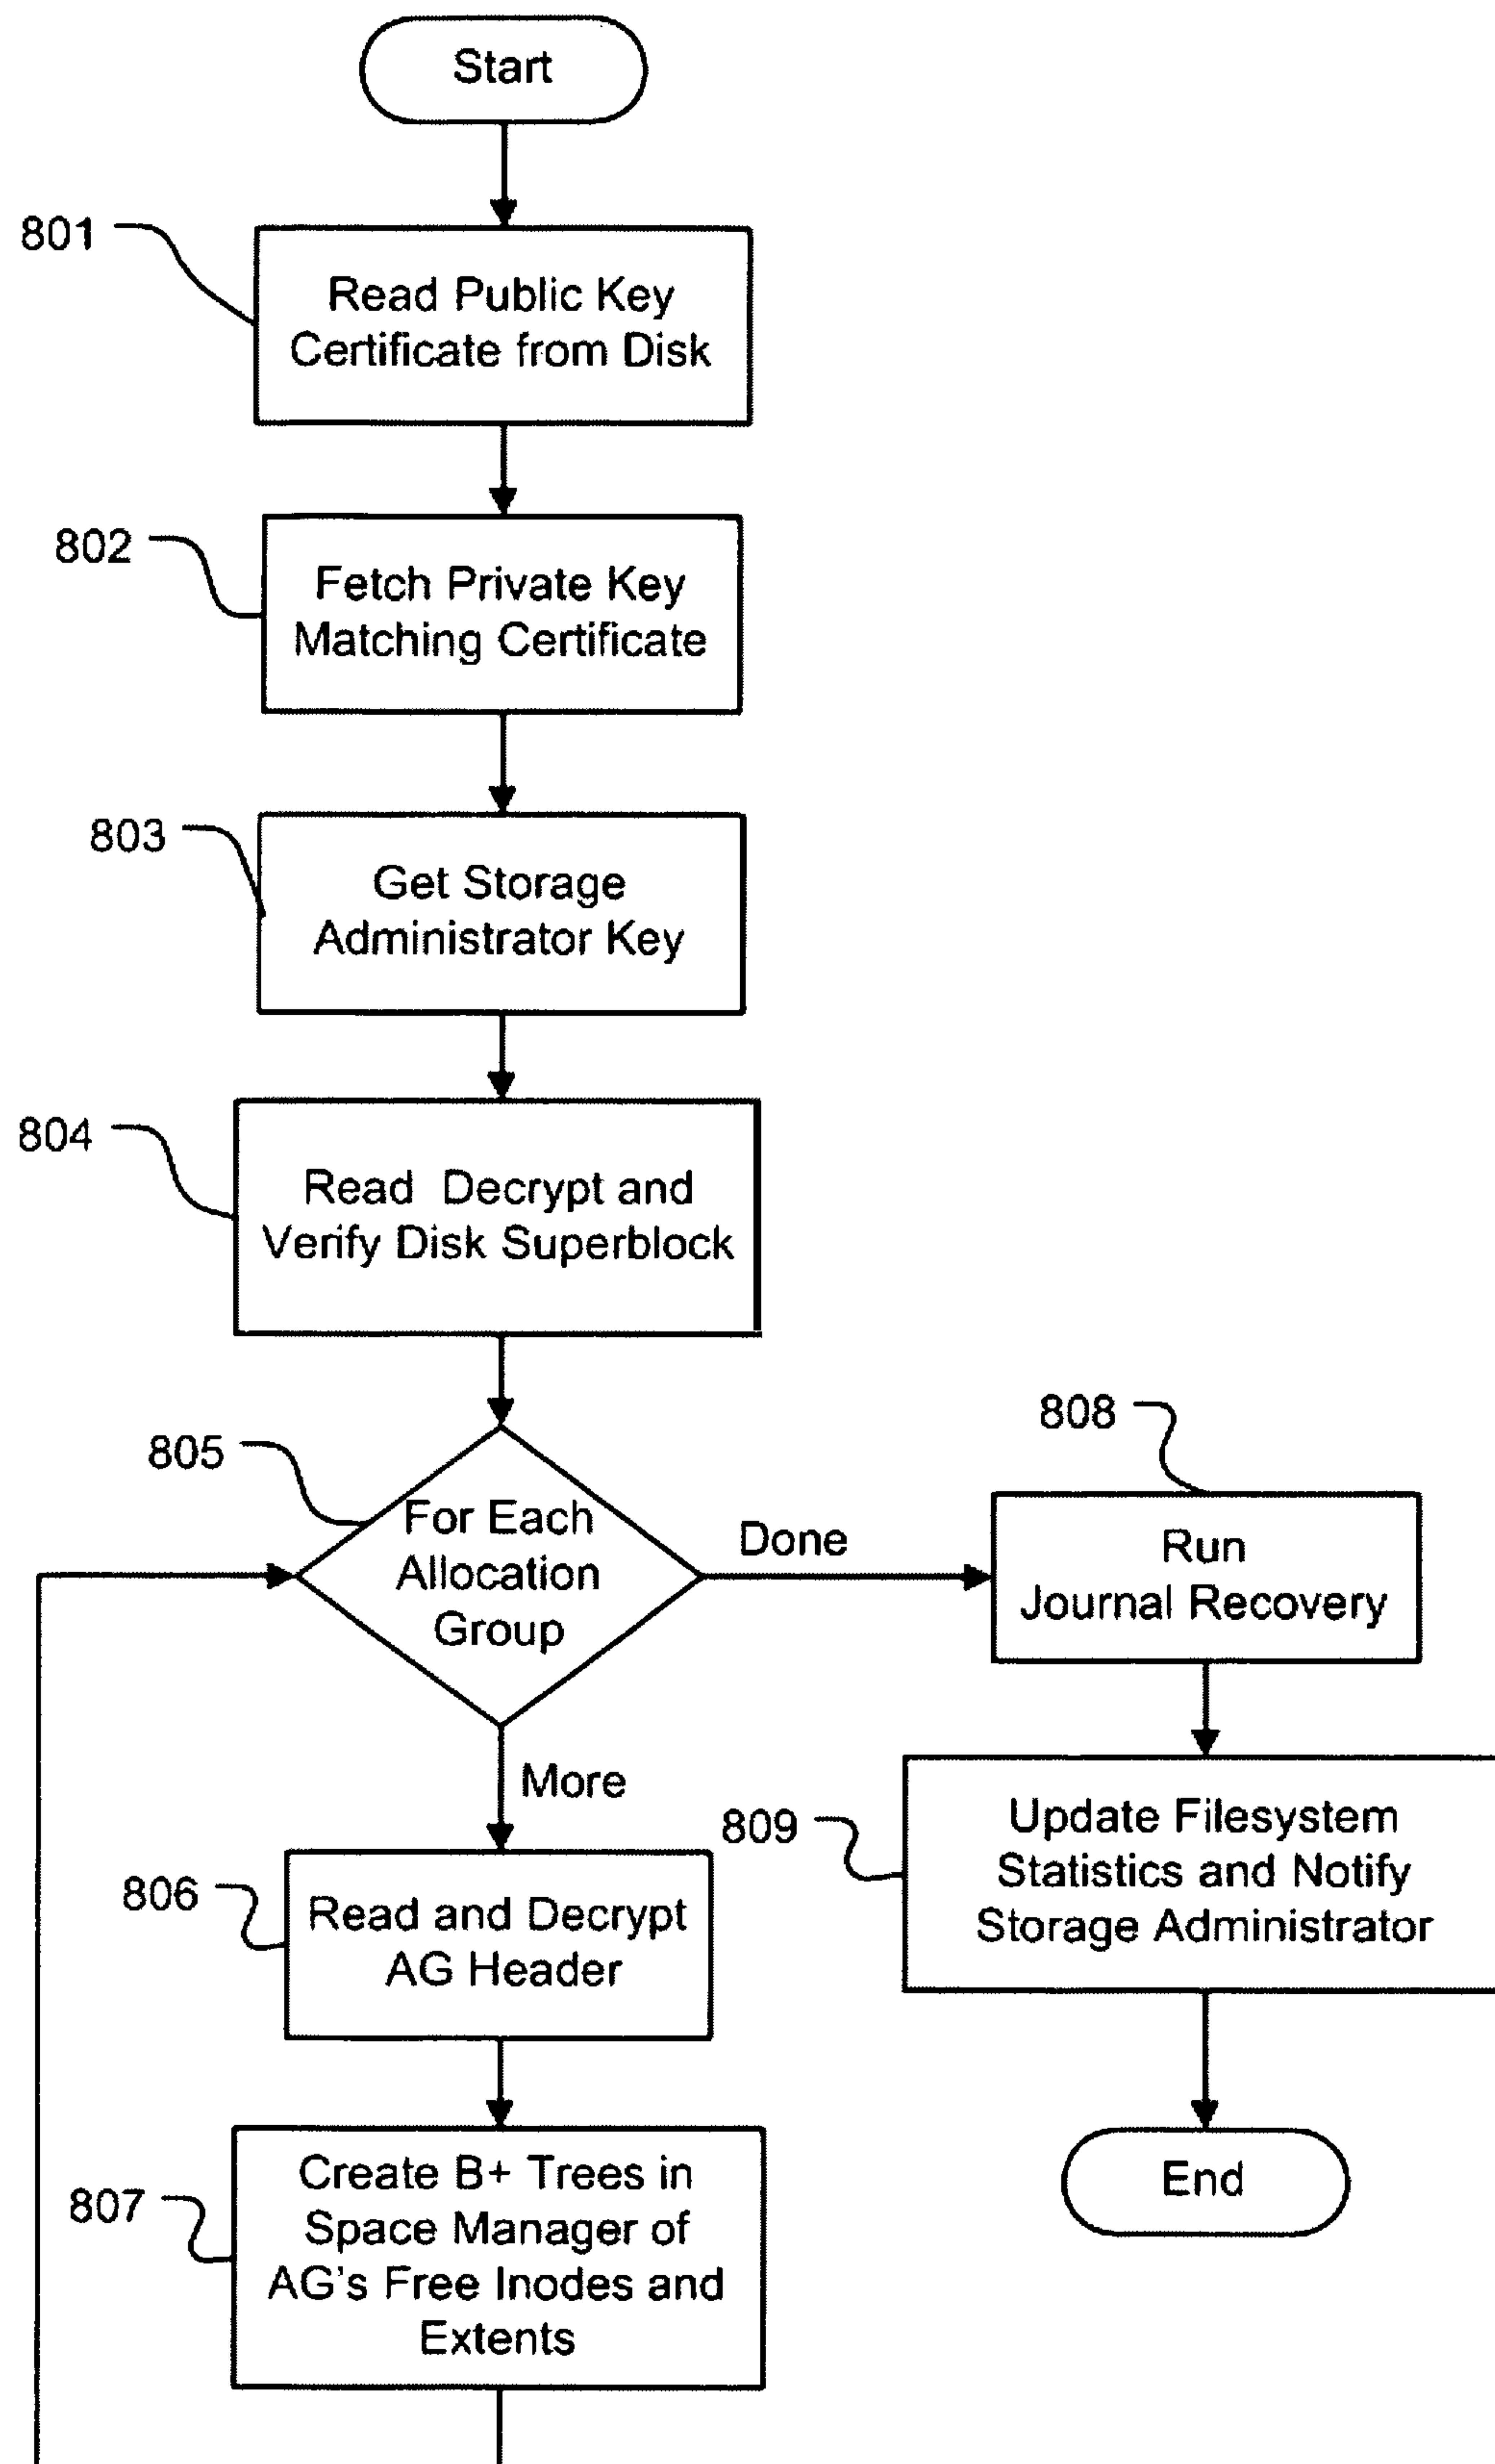 Start
801
Read Public Key
Certificate from Disk
802
Fetch Private Key
Matching Certificate
803
Get Storage
Administrator Key
804
Read Decrypt and
Verify Disk Superblock
805
For Each
Allocation
Group
Done
More
806
Read and Decrypt
AG Header
807
Create B+ Trees in
Space Manager of
AG's Free Inodes and
Extents
808
Run
Journal Recovery
809
Update Filesystem
Statistics and Notify
Storage Administrator
End